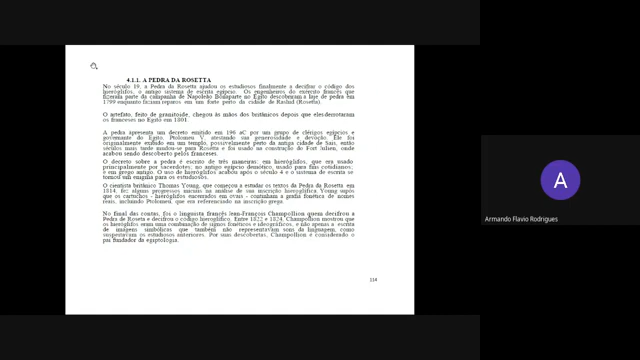 4.1.1. A PEDRA DA ROSETTA
No século 19, a Pedra da Rosetta ajudou os estudiosos finalmente a decifrar o código dos
hieróglifos, o antigo sistema de escrita egípcio. Os engenheiros do exército francês que
fizeram parte da companhia de Napoleão Bonaparte no Egito descobriram a laje de pedra em
1799 enquanto faziam reparos em um forte perto da cidade de Rashid (Rosetta).
O artefato, feito de granitoide, chegou às mãos dos britânicos depois que eles derrotaram
os franceses no Egito em 1801.
A pedra apresenta um decreto emitido em 196 aC por um grupo de clérigos egípcios e
governante do Egito, Ptolomeu V, atestando sua generosidade e devoção. Ele foi
originalmente exibido em um templo, possivelmente perto da antiga cidade de Sais, então
séculos mais tarde mudou-se para Rosetta e foi usado na construção do Fort Julien, onde
acabou sendo descoberto pelos franceses.
O decreto sobre a pedra é escrito de três maneiras: em hieróglifos, que era usado
principalmente por sacerdotes; no antigo egípcio demótico, usado para fins cotidianos;
e em grego antigo. O uso de hieróglifos acabou após o século 4 e o sistema de escrita se
tornou um enigma para os estudiosos.
O cientista britânico Thomas Young, que começou a estudar os textos da Pedra da Rosetta em
1814, fez alguns progressos iniciais na análise de sua inscrição hieroglífica. Young supôs
que os cartuchos - hieróglifos encerrados em ovais - continham a grafia fonética de nomes
reais, incluindo Ptolomeu, que era referenciado na inscrição grega.
No final das contas, foi o linguista francês Jean-François Champollion quem decifrou a
Pedra de Roseta e decifrou o código hieroglífico. Entre 1822 e 1824, Champollion mostrou que
os hieróglifos eram uma combinação de signos fonéticos e ideográficos, e não apenas a escrita
de imagens simbólicas que também não representavam sons da linguagem, como
suspeitavam os estudiosos anteriores. Por suas descobertas, Champollion é considerado o
pai fundador da egiptologia.
114
A
Armando Flavio Rodrigues